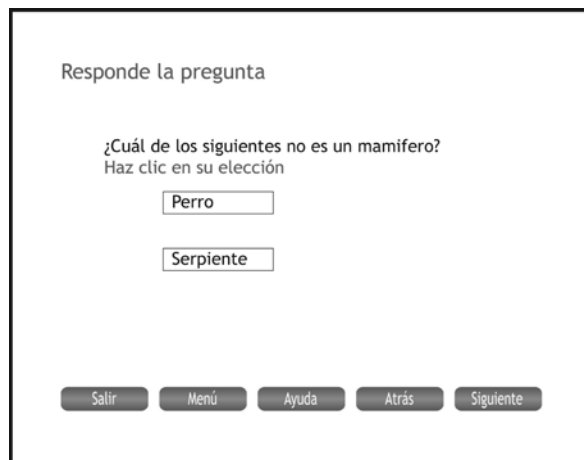 Responde la pregunta
¿Cuál de los siguientes no es un mamifero?
Haz clic en su elección
Perro
Serpiente
Salir Menú Ayuda Atrás Siguiente